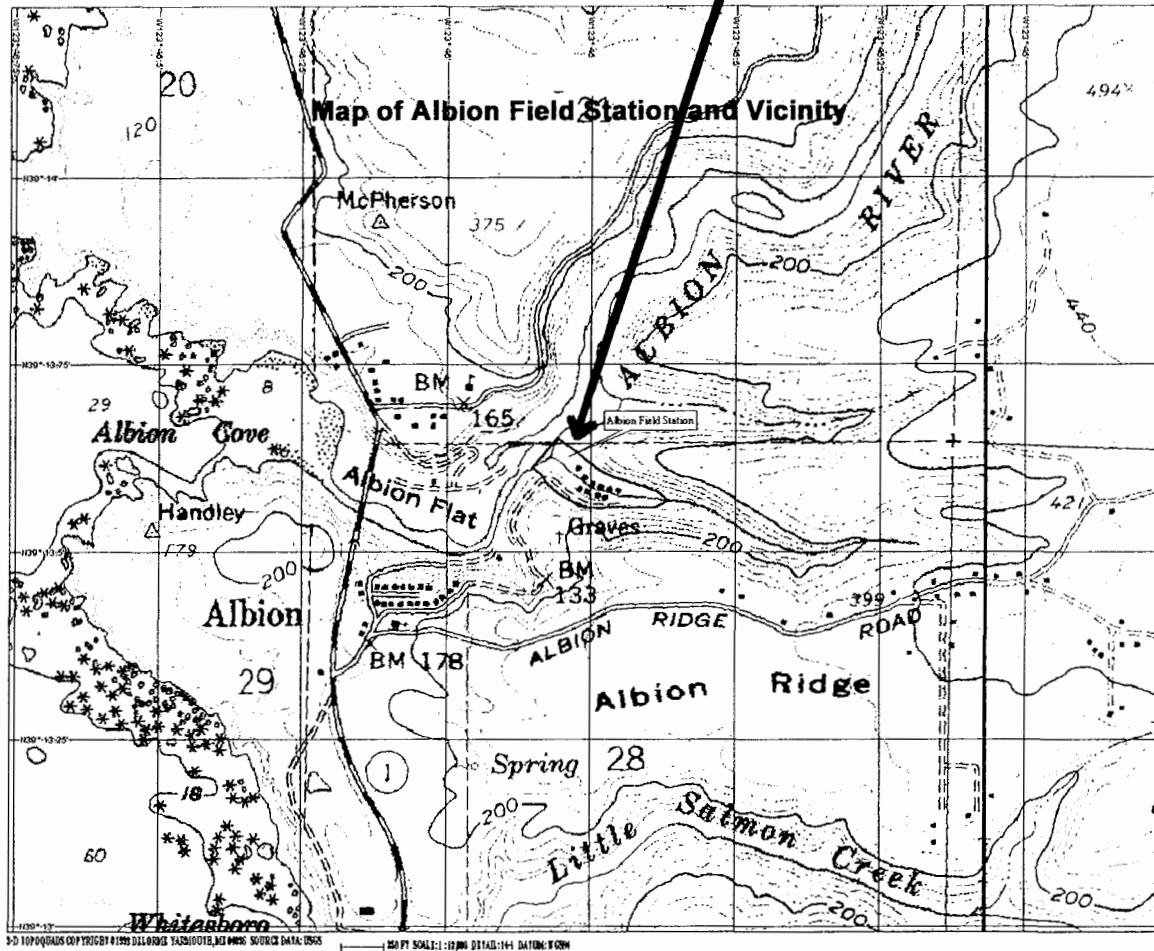 20
120
Map of Albion Field Station and Vicinity
494
McPherson
375
200
ALBION RIVER
200
440
BM
165
8
29
Albion Cove
Albion Field Station
Albion Flat
Handley
179
Graves
421
200
200
BM
133
Albion
399
ALBION RIDGE ROAD
BM 178
29
Albion Ridge
1
Spring
28
200
Little Salmon Creek
18
60
200
200
Whitesboro